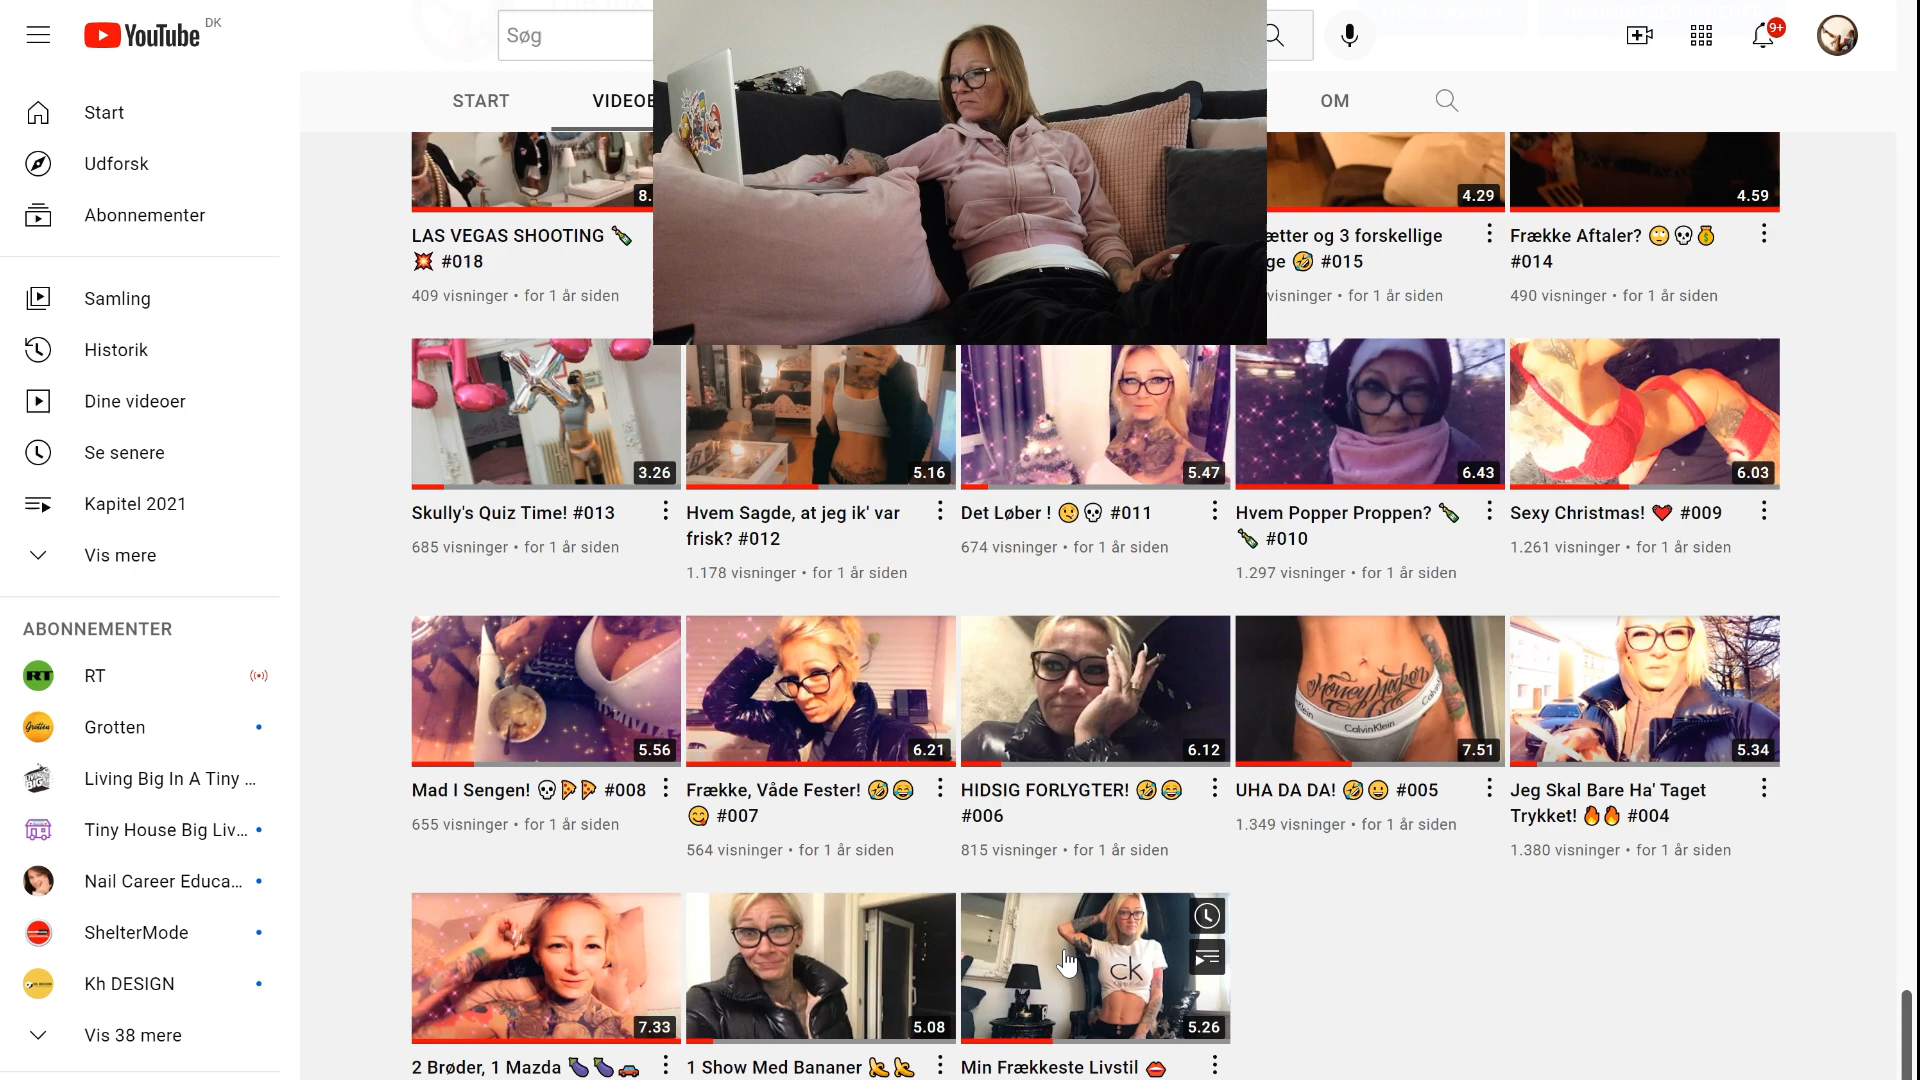 YouTube DK
Søg
9+
START
VIDEOE
OM
Start
Udforsk
Abonnementer
Samling
Historik
Dine videoer
Se senere
Kapitel 2021
Vis mere
ABONNEMENTER
RT
Grotten
Living Big In A Tiny ...
Tiny House Big Liv...
Nail Career Educa...
ShelterMode
Kh DESIGN
Vis 38 mere
8.
LAS VEGAS SHOOTING 🍾
💥 #018
409 visninger • for 1 år siden
4.29
ætter og 3 forskellige
ge 🤣 #015
visninger • for 1 år siden
4.59
Frække Aftaler? 🙄💀💰
#014
490 visninger • for 1 år siden
3.26
Skully's Quiz Time! #013
685 visninger • for 1 år siden
5.16
Hvem Sagde, at jeg ik' var
frisk? #012
1.178 visninger • for 1 år siden
5.47
Det Løber ! 🤨💀 #011
674 visninger • for 1 år siden
6.43
Hvem Popper Proppen? 🍾
🍾 #010
1.297 visninger • for 1 år siden
6.03
Sexy Christmas! ❤️ #009
1.261 visninger • for 1 år siden
5.56
Mad I Sengen! 💀🍕🍕 #008
655 visninger • for 1 år siden
6.21
Frække, Våde Fester! 🤣😂
😋 #007
564 visninger • for 1 år siden
6.12
HIDSIG FORLYGTER! 🤣😂
#006
815 visninger • for 1 år siden
MoneyMaker
CalvinKlein
7.51
UHA DA DA! 🤣😀 #005
1.349 visninger • for 1 år siden
5.34
Jeg Skal Bare Ha' Taget
Trykket! 🔥🔥 #004
1.380 visninger • for 1 år siden
7.33
2 Brøder, 1 Mazda 🍆🍆🚗
5.08
1 Show Med Bananer 🍌🍌
ck
5.26
Min Frækkeste Livstil 👄